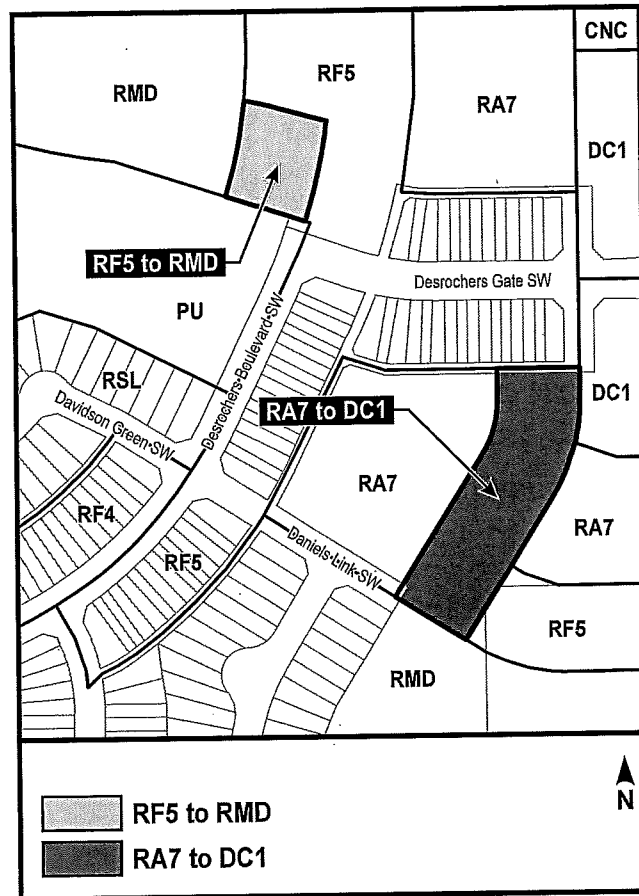 CNC
RF5
RMD
RA7
DC1
RF5 to RMD
Desrochers Gate SW
PU
Desrochers Boulevard SW
RSL
DC1
RA7 to DC1
Davidson Green SW
RA7
RF4
RA7
RF5
Daniels Link SW
RF5
RMD
N
RF5 to RMD
RA7 to DC1